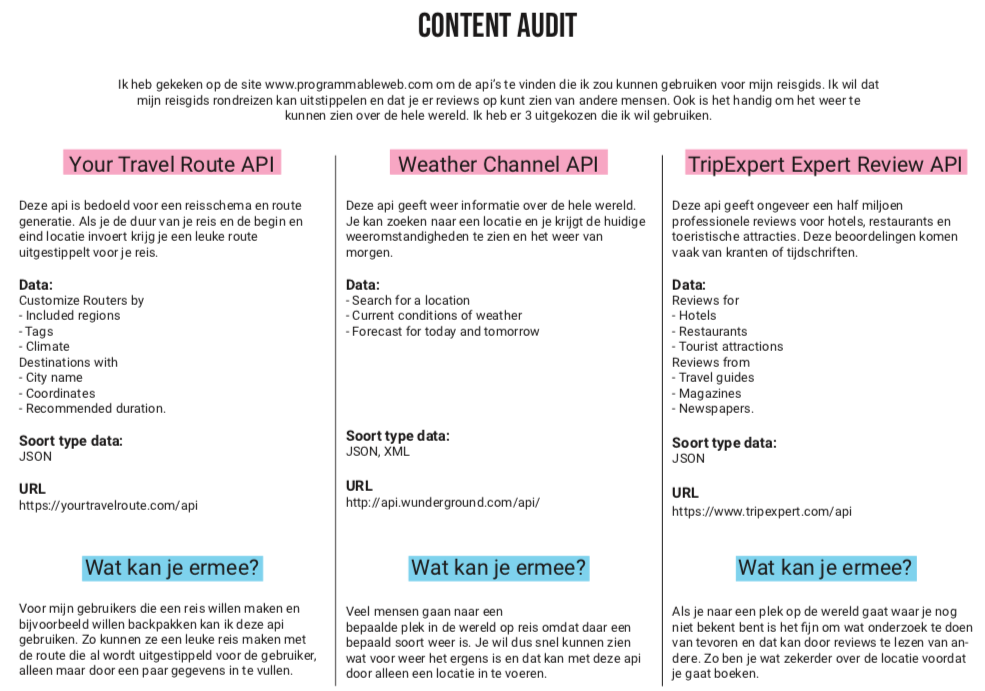 CONTENT AUDIT
Ik heb gekeken op de site www.programmableweb.com om de api's te vinden die ik zou kunnen gebruiken voor mijn reisgids. Ik wil dat
mijn reisgids rondreizen kan uitstippelen en dat je er reviews op kunt zien van andere mensen. Ook is het handig om het weer te
kunnen zien over de hele wereld. Ik heb er 3 uitgekozen die ik wil gebruiken.
Your Travel Route API
Deze api is bedoeld voor een reisschema en route
generatie. Als je de duur van je reis en de begin en
eind locatie invoert krijg je een leuke route
uitgestippelt voor je reis.
Data:
Customize Routers by
- Included regions
- Tags
- Climate
Destinations with
- City name
- Coordinates
- Recommended duration.
Soort type data:
JSON
URL
https://yourtravelroute.com/api
Wat kan je ermee?
Voor mijn gebruikers die een reis willen maken en
bijvoorbeeld willen backpakken kan ik deze api
gebruiken. Zo kunnen ze een leuke reis maken met
de route die al wordt uitgestippeld voor de gebruiker,
alleen maar door een paar gegevens in te vullen.
Weather Channel API
Deze api geeft weer informatie over de hele wereld.
Je kan zoeken naar een locatie en je krijgt de huidige
weeromstandigheden te zien en het weer van
morgen.
Data:
- Search for a location
- Current conditions of weather
- Forecast for today and tomorrow
Soort type data:
JSON, XML
URL
http://api.wunderground.com/api/
Wat kan je ermee?
Veel mensen gaan naar een
bepaalde plek in de wereld op reis omdat daar een
bepaald soort weer is. Je wil dus snel kunnen zien
wat voor weer het ergens is en dat kan met deze api
door alleen een locatie in te voeren.
TripExpert Expert Review API
Deze api geeft ongeveer een half miljoen
professionele reviews voor hotels, restaurants en
toeristische attracties. Deze beoordelingen komen
vaak van kranten of tijdschriften.
Data:
Reviews for
- Hotels
- Restaurants
- Tourist attractions
Reviews from
- Travel guides
- Magazines
- Newspapers.
Soort type data:
JSON
URL
https://www.tripexpert.com/api
Wat kan je ermee?
Als je naar een plek op de wereld gaat waar je nog
niet bekent bent is het fijn om wat onderzoek te doen
van tevoren en dat kan door reviews te lezen van an-
dere. Zo ben je wat zekerder over de locatie voordat
je gaat boeken.